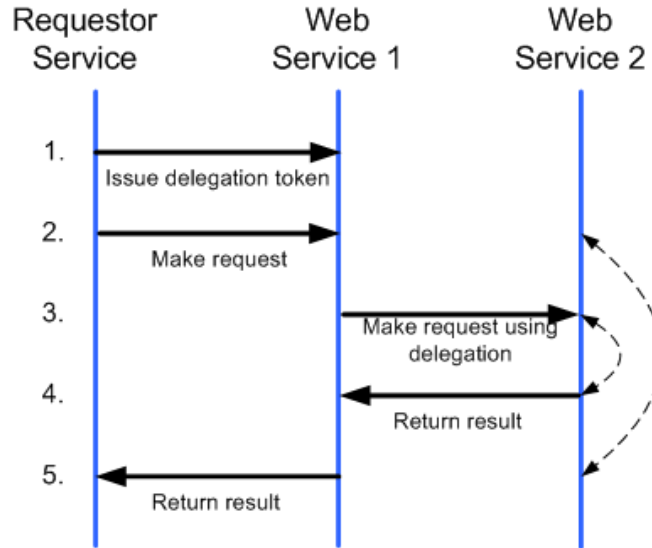 Requestor
Service
Web
Service 1
Web
Service 2
1.
Issue delegation token
2.
Make request
3.
Make request using
delegation
4.
Return result
5.
Return result